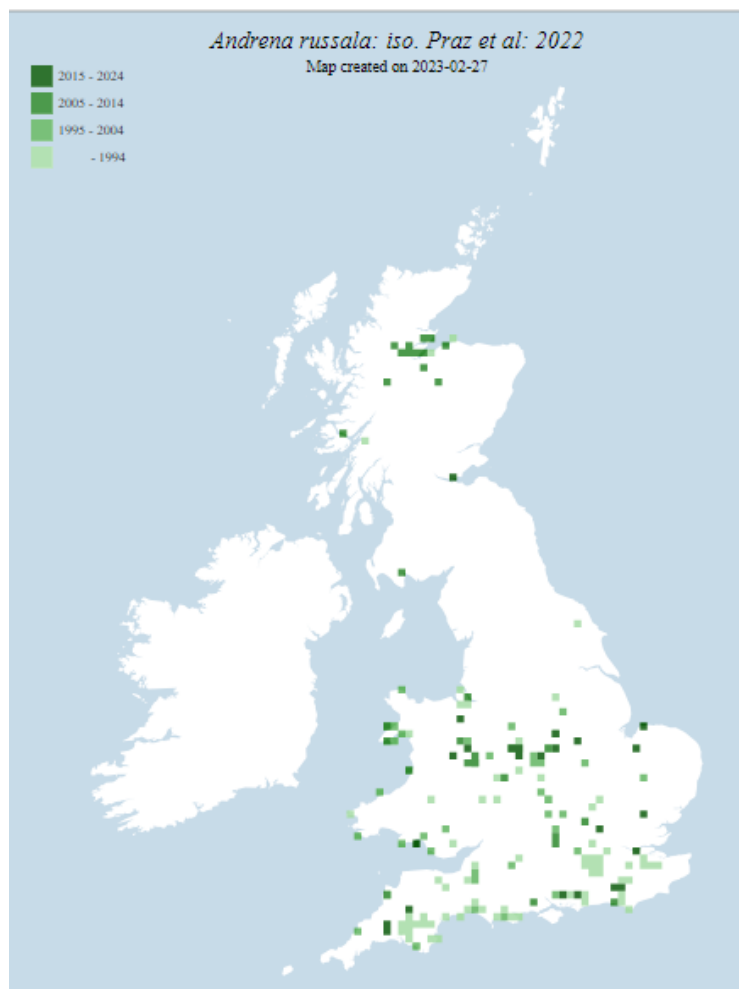 Andrena russala: iso. Praz et al: 2022
Map created on 2023-02-27
2015 - 2024
2005 - 2014
1995 - 2004
- 1994